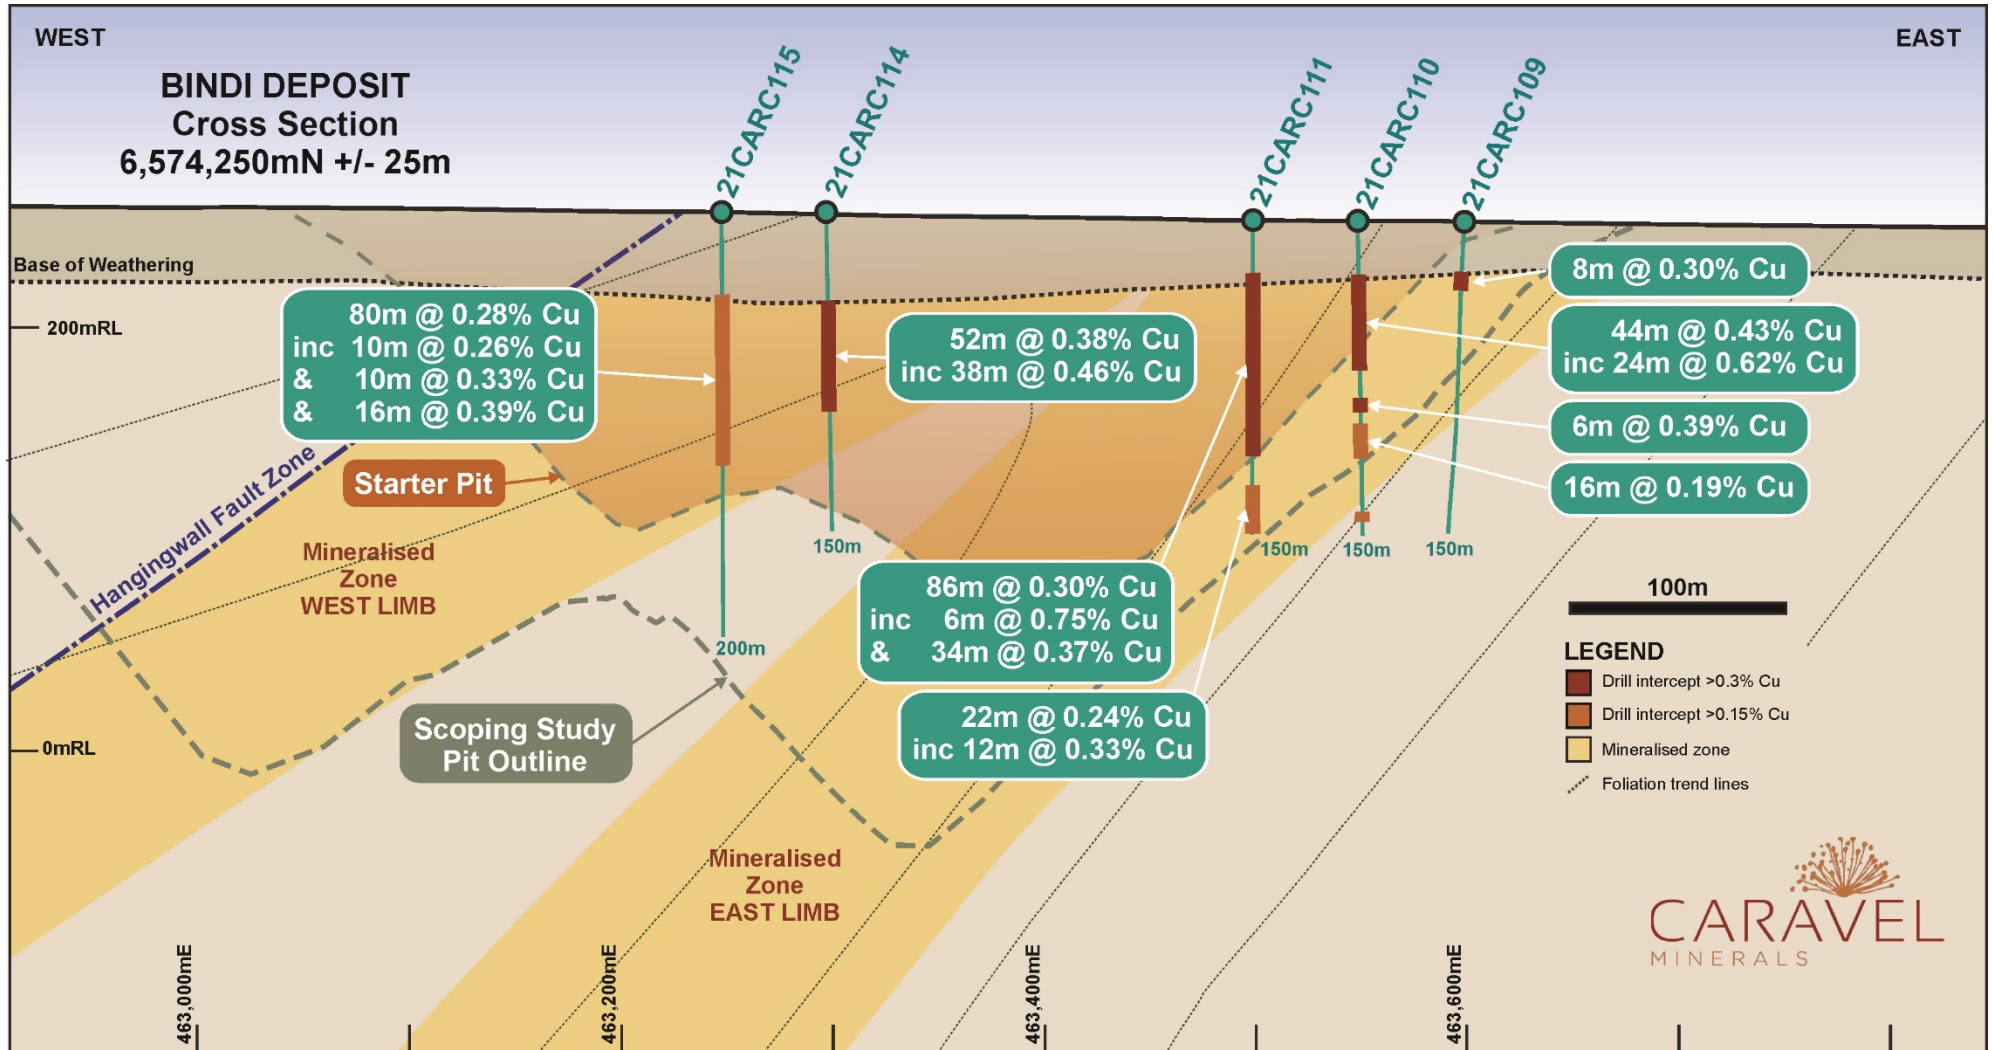 WEST
EAST
BINDI DEPOSIT
Cross Section
6,574,250mN +/- 25m
21CARC115
21CARC114
21CARC111
21CARC110
21CARC109
Base of Weathering
200mRL
80m @ 0.28% Cu
inc 10m @ 0.26% Cu
& 10m @ 0.33% Cu
& 16m @ 0.39% Cu
52m @ 0.38% Cu
inc 38m @ 0.46% Cu
8m @ 0.30% Cu
44m @ 0.43% Cu
inc 24m @ 0.62% Cu
6m @ 0.39% Cu
16m @ 0.19% Cu
Starter Pit
Hangingwall Fault Zone
Mineralised
Zone
WEST LIMB
150m
150m
150m
150m
200m
86m @ 0.30% Cu
inc 6m @ 0.75% Cu
& 34m @ 0.37% Cu
22m @ 0.24% Cu
inc 12m @ 0.33% Cu
Scoping Study
Pit Outline
0mRL
Mineralised
Zone
EAST LIMB
100m
LEGEND
Drill intercept >0.3% Cu
Drill intercept >0.15% Cu
Mineralised zone
Foliation trend lines
CARAVEL
MINERALS
463,000mE
463,200mE
463,400mE
463,600mE